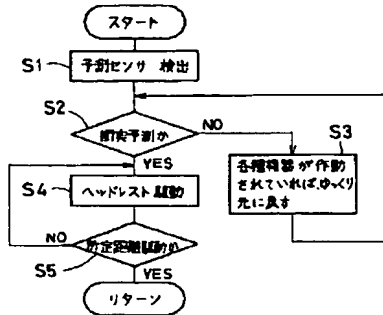 スタート
S1
予測センサ 検出
S2
衝突予測か
NO
S3
YES
各種機器が作動
されていれば、ゆっくり
元に戻す
S4
ヘッドレスト駆動
NO
所定距離駆動か
S5
YES
リターン